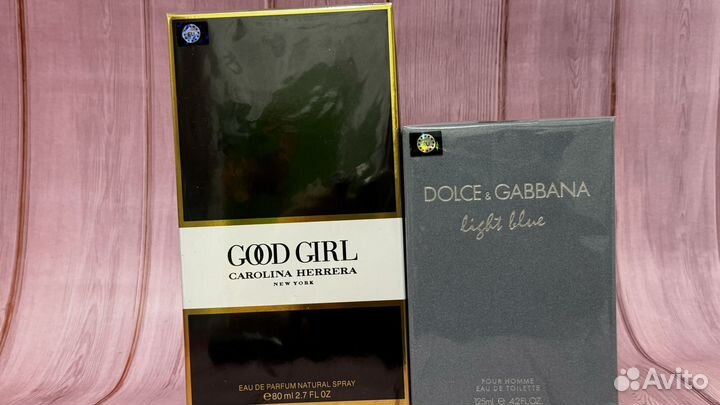 GOOD GIRL
CAROLINA HERRERA
NEW YORK
EAU DE PARFUM NATURAL SPRAY
℮80 ml 2.7 FL OZ
DOLCE & GABBANA
light blue
POUR HOMME
EAU DE TOILETTE
125ml ℮ 4.2FL.OZ.
Avito